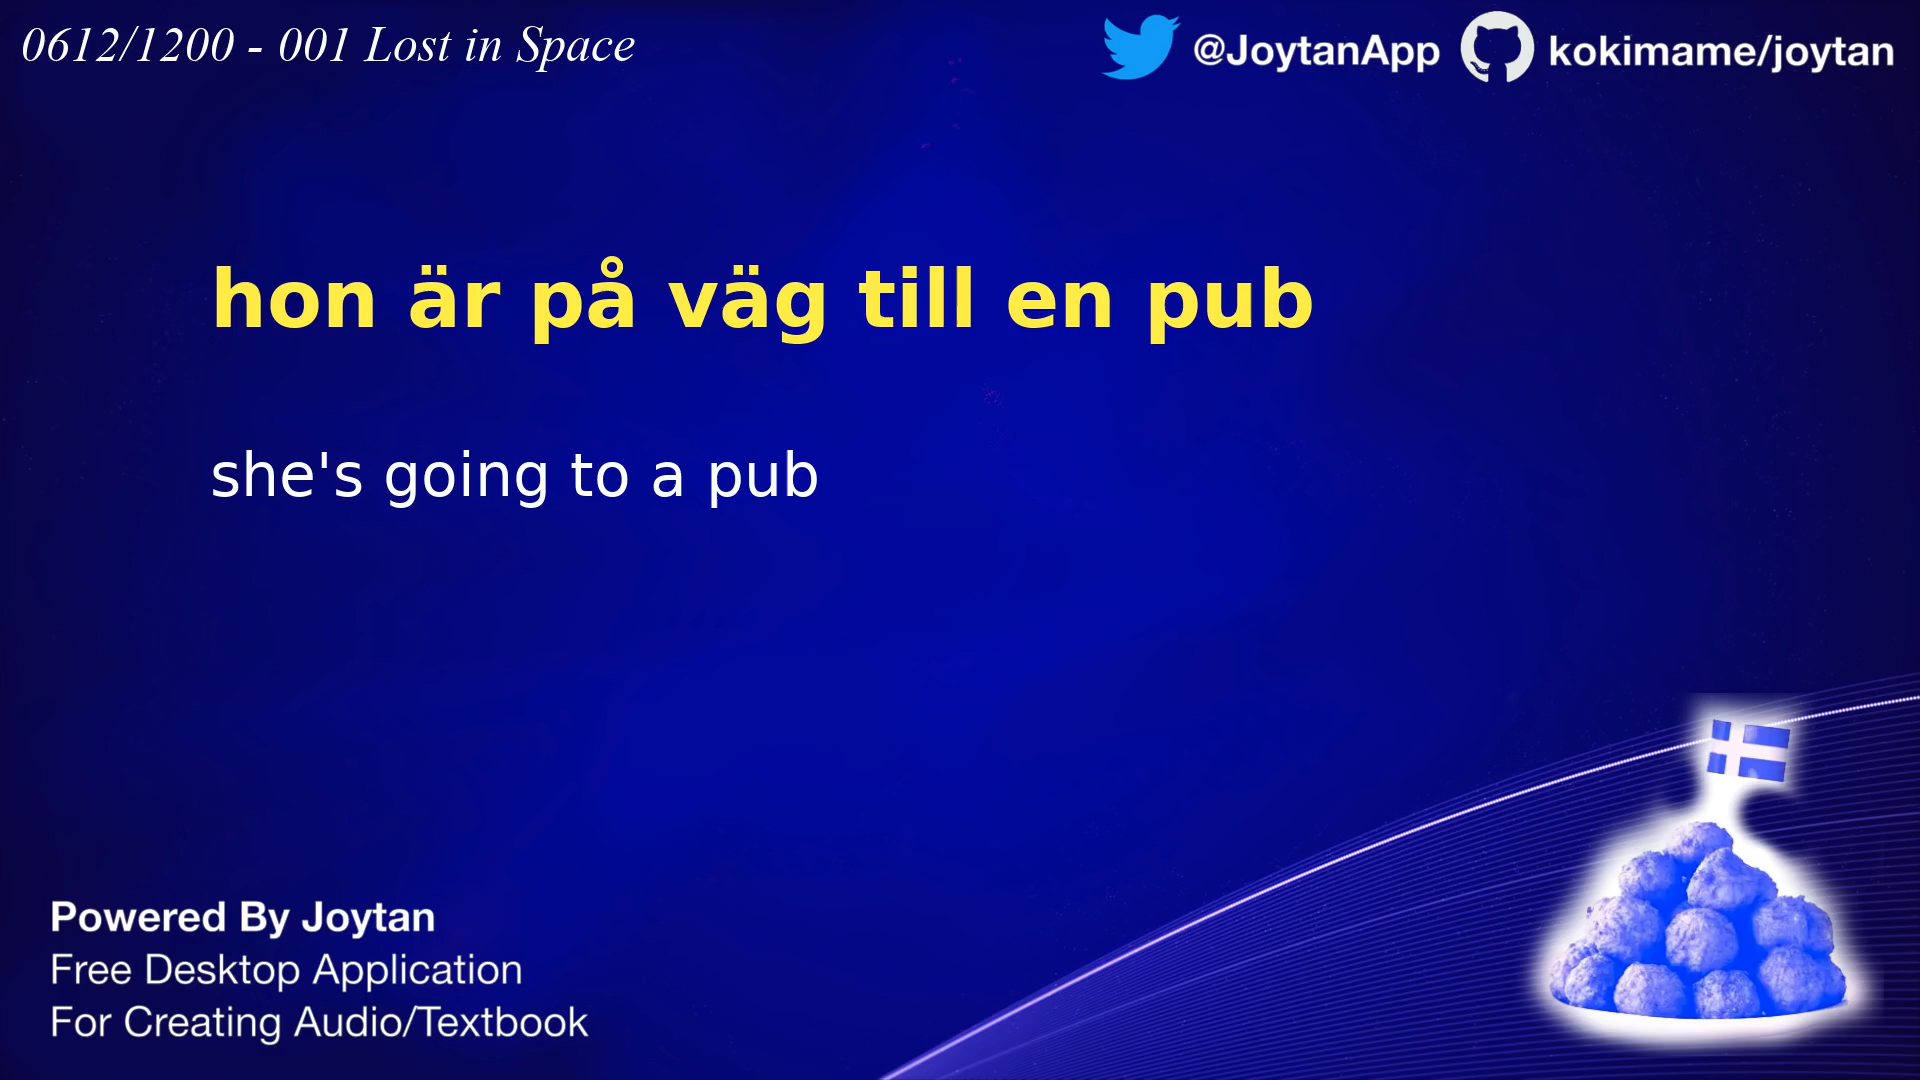 0612/1200 - 001 Lost in Space
@JoytanApp
kokimame/joytan
hon är på väg till en pub
she's going to a pub
Powered By Joytan
Free Desktop Application
For Creating Audio/Textbook